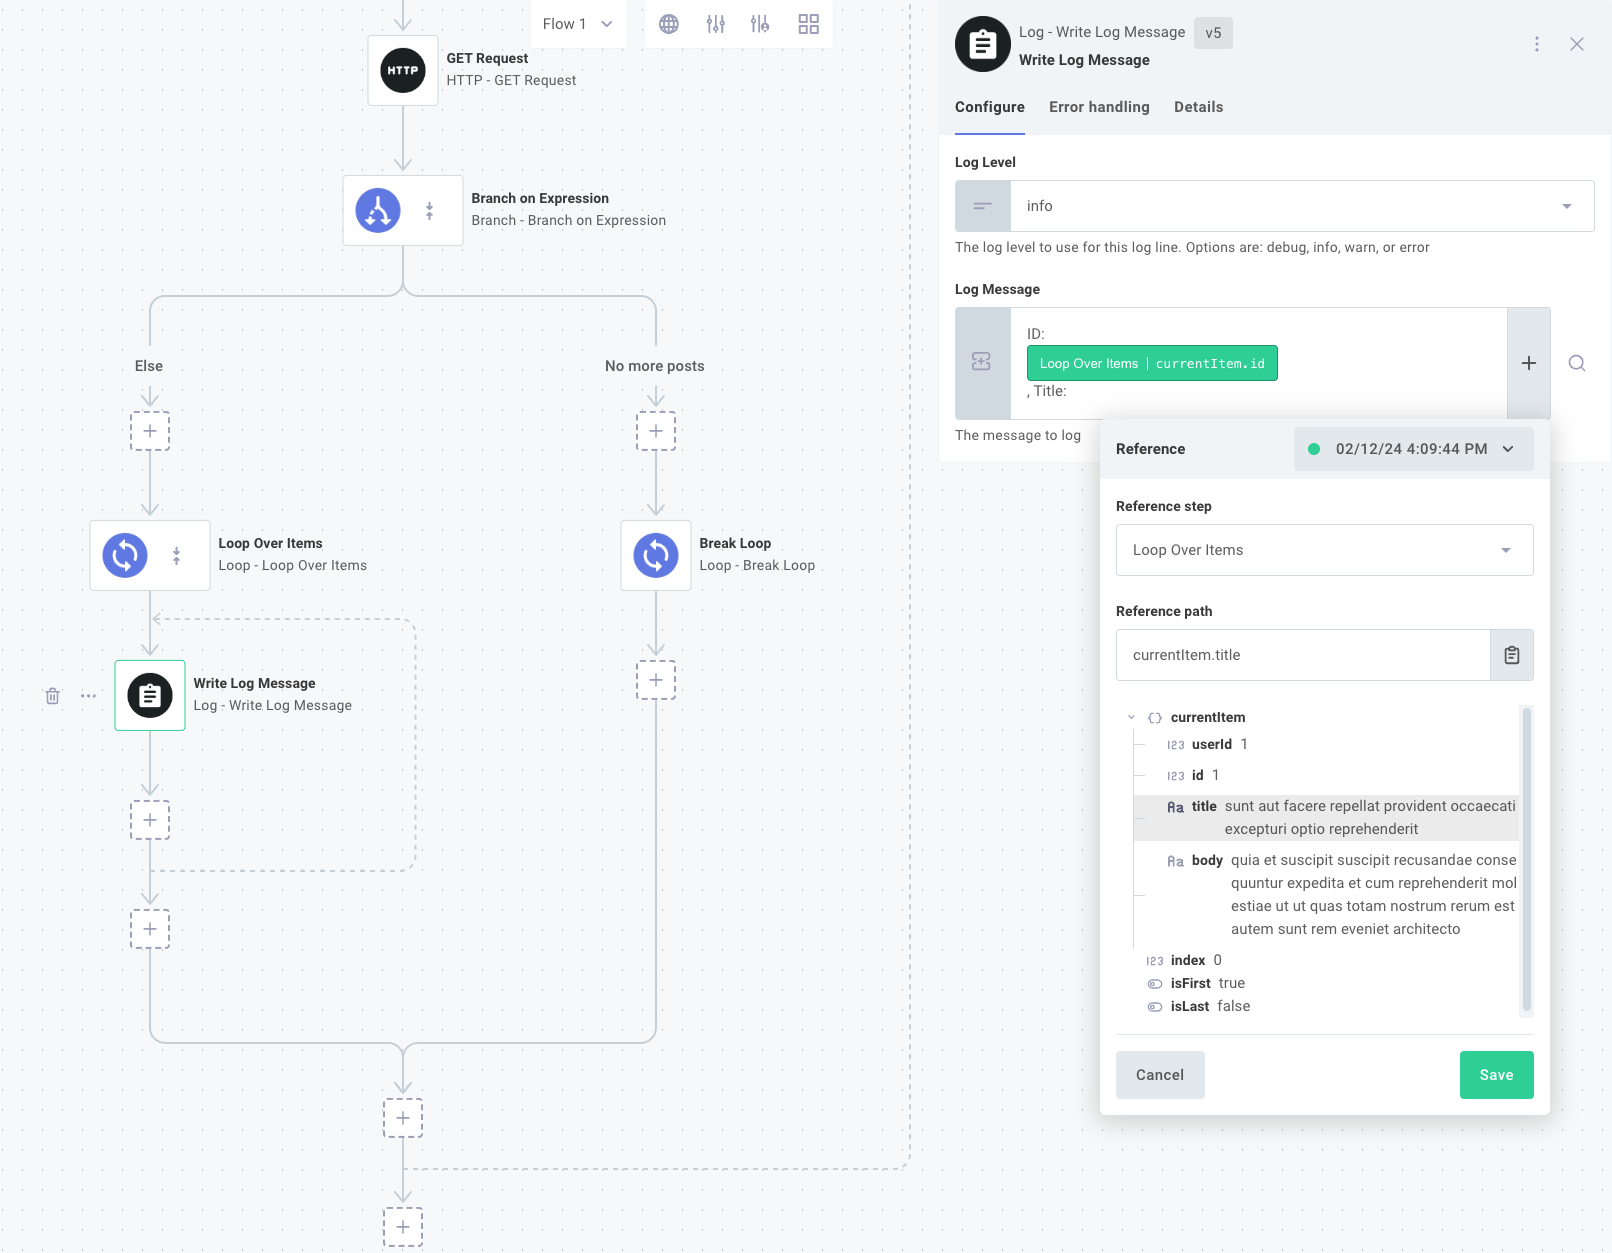 Flow 1
HTTP
GET Request
HTTP - GET Request
Branch on Expression
Branch - Branch on Expression
Else
No more posts
Loop Over Items
Loop - Loop Over Items
Break Loop
Loop - Break Loop
Write Log Message
Log - Write Log Message
Log - Write Log Message v5
Write Log Message
Configure Error handling Details
Log Level
info
The log level to use for this log line. Options are: debug, info, warn, or error
Log Message
ID:
Loop Over Items | currentItem.id
, Title:
The message to log
Reference 02/12/24 4:09:44 PM
Reference step
Loop Over Items
Reference path
currentItem.title
{} currentItem
123 userId 1
123 id 1
Aa title sunt aut facere repellat provident occaecati
excepturi optio reprehenderit
Aa body quia et suscipit suscipit recusandae conse
quuntur expedita et cum reprehenderit mol
estiae ut ut quas totam nostrum rerum est
autem sunt rem eveniet architecto
123 index 0
isFirst true
isLast false
Cancel Save